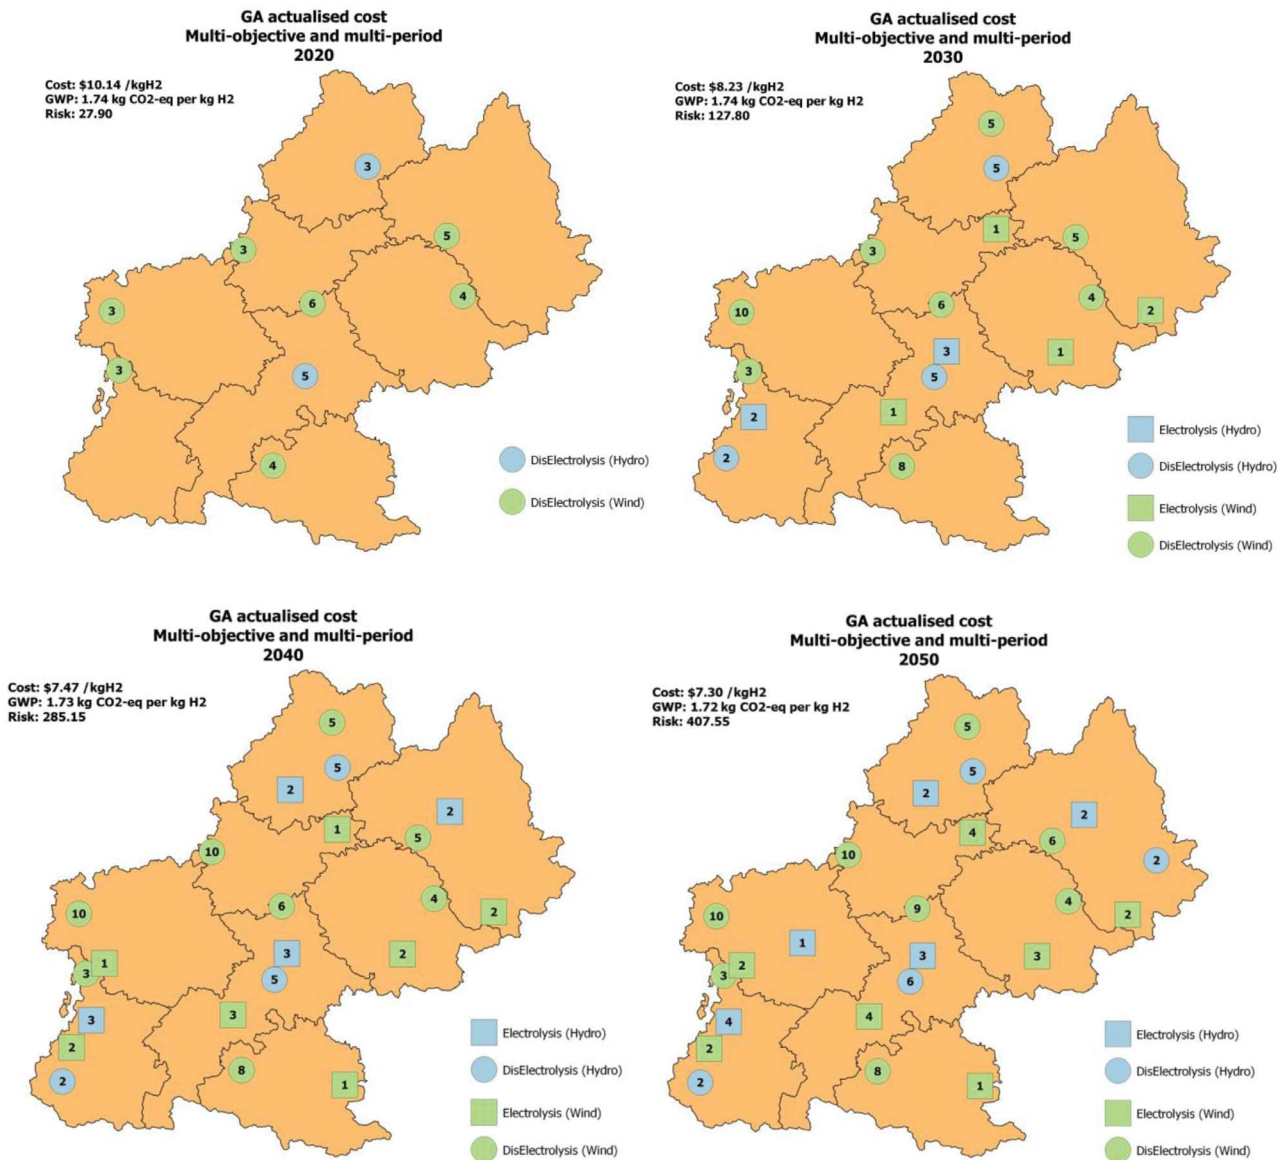 GA actualised cost
Multi-objective and multi-period
2020
Cost: $10.14 /kgH2
GWP: 1.74 kg CO2-eq per kg H2
Risk: 27.90
3
5
3
4
6
3
3
5
4
DisElectrolysis (Hydro)
DisElectrolysis (Wind)
GA actualised cost
Multi-objective and multi-period
2030
Cost: $8.23 /kgH2
GWP: 1.74 kg CO2-eq per kg H2
Risk: 127.80
5
5
1
5
3
4
6
2
10
3
1
3
5
1
2
2
8
Electrolysis (Hydro)
DisElectrolysis (Hydro)
Electrolysis (Wind)
DisElectrolysis (Wind)
GA actualised cost
Multi-objective and multi-period
2040
Cost: $7.47 /kgH2
GWP: 1.73 kg CO2-eq per kg H2
Risk: 285.15
5
5
2
2
1
5
10
4
6
2
10
3
2
1
3
5
3
3
2
8
2
1
Electrolysis (Hydro)
DisElectrolysis (Hydro)
Electrolysis (Wind)
DisElectrolysis (Wind)
GA actualised cost
Multi-objective and multi-period
2050
Cost: $7.30 /kgH2
GWP: 1.72 kg CO2-eq per kg H2
Risk: 407.55
5
5
2
2
4
6
10
2
4
9
2
10
1
3
3
2
3
6
4
4
2
8
2
1
Electrolysis (Hydro)
DisElectrolysis (Hydro)
Electrolysis (Wind)
DisElectrolysis (Wind)